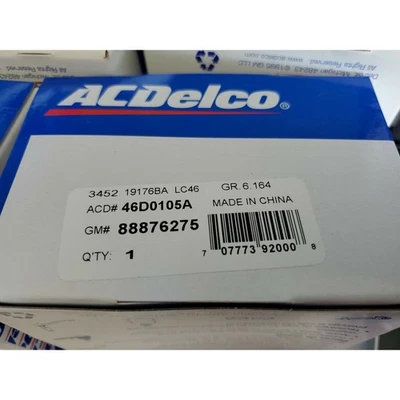 ACDelco
3452 19176BA LC46 GR.6.164
ACD# 46D0105A MADE IN CHINA
GM# 88876275
Q'TY: 1
7 07773 92000 8